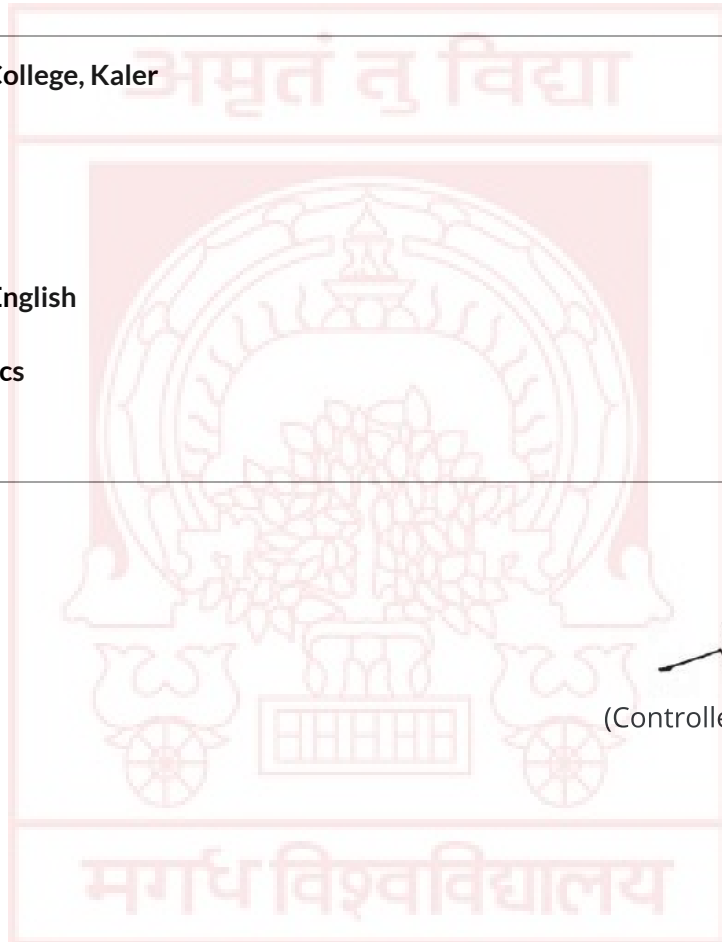 अमृतं तु विद्या
College, Kaler
English
cs
(Controlle
मगध विश्वविद्यालय